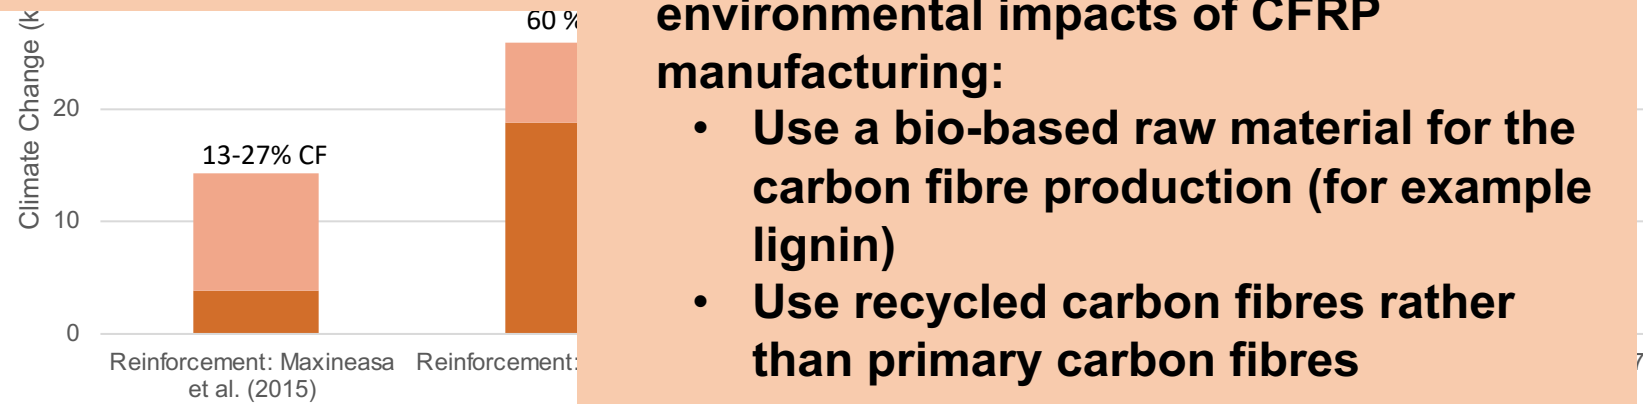 Climate Change (k
20
10
0
13-27% CF
60 %
Reinforcement: Maxineasa
et al. (2015)
Reinforcement:
environmental impacts of CFRP
manufacturing:
• Use a bio-based raw material for the
carbon fibre production (for example
lignin)
• Use recycled carbon fibres rather
than primary carbon fibres